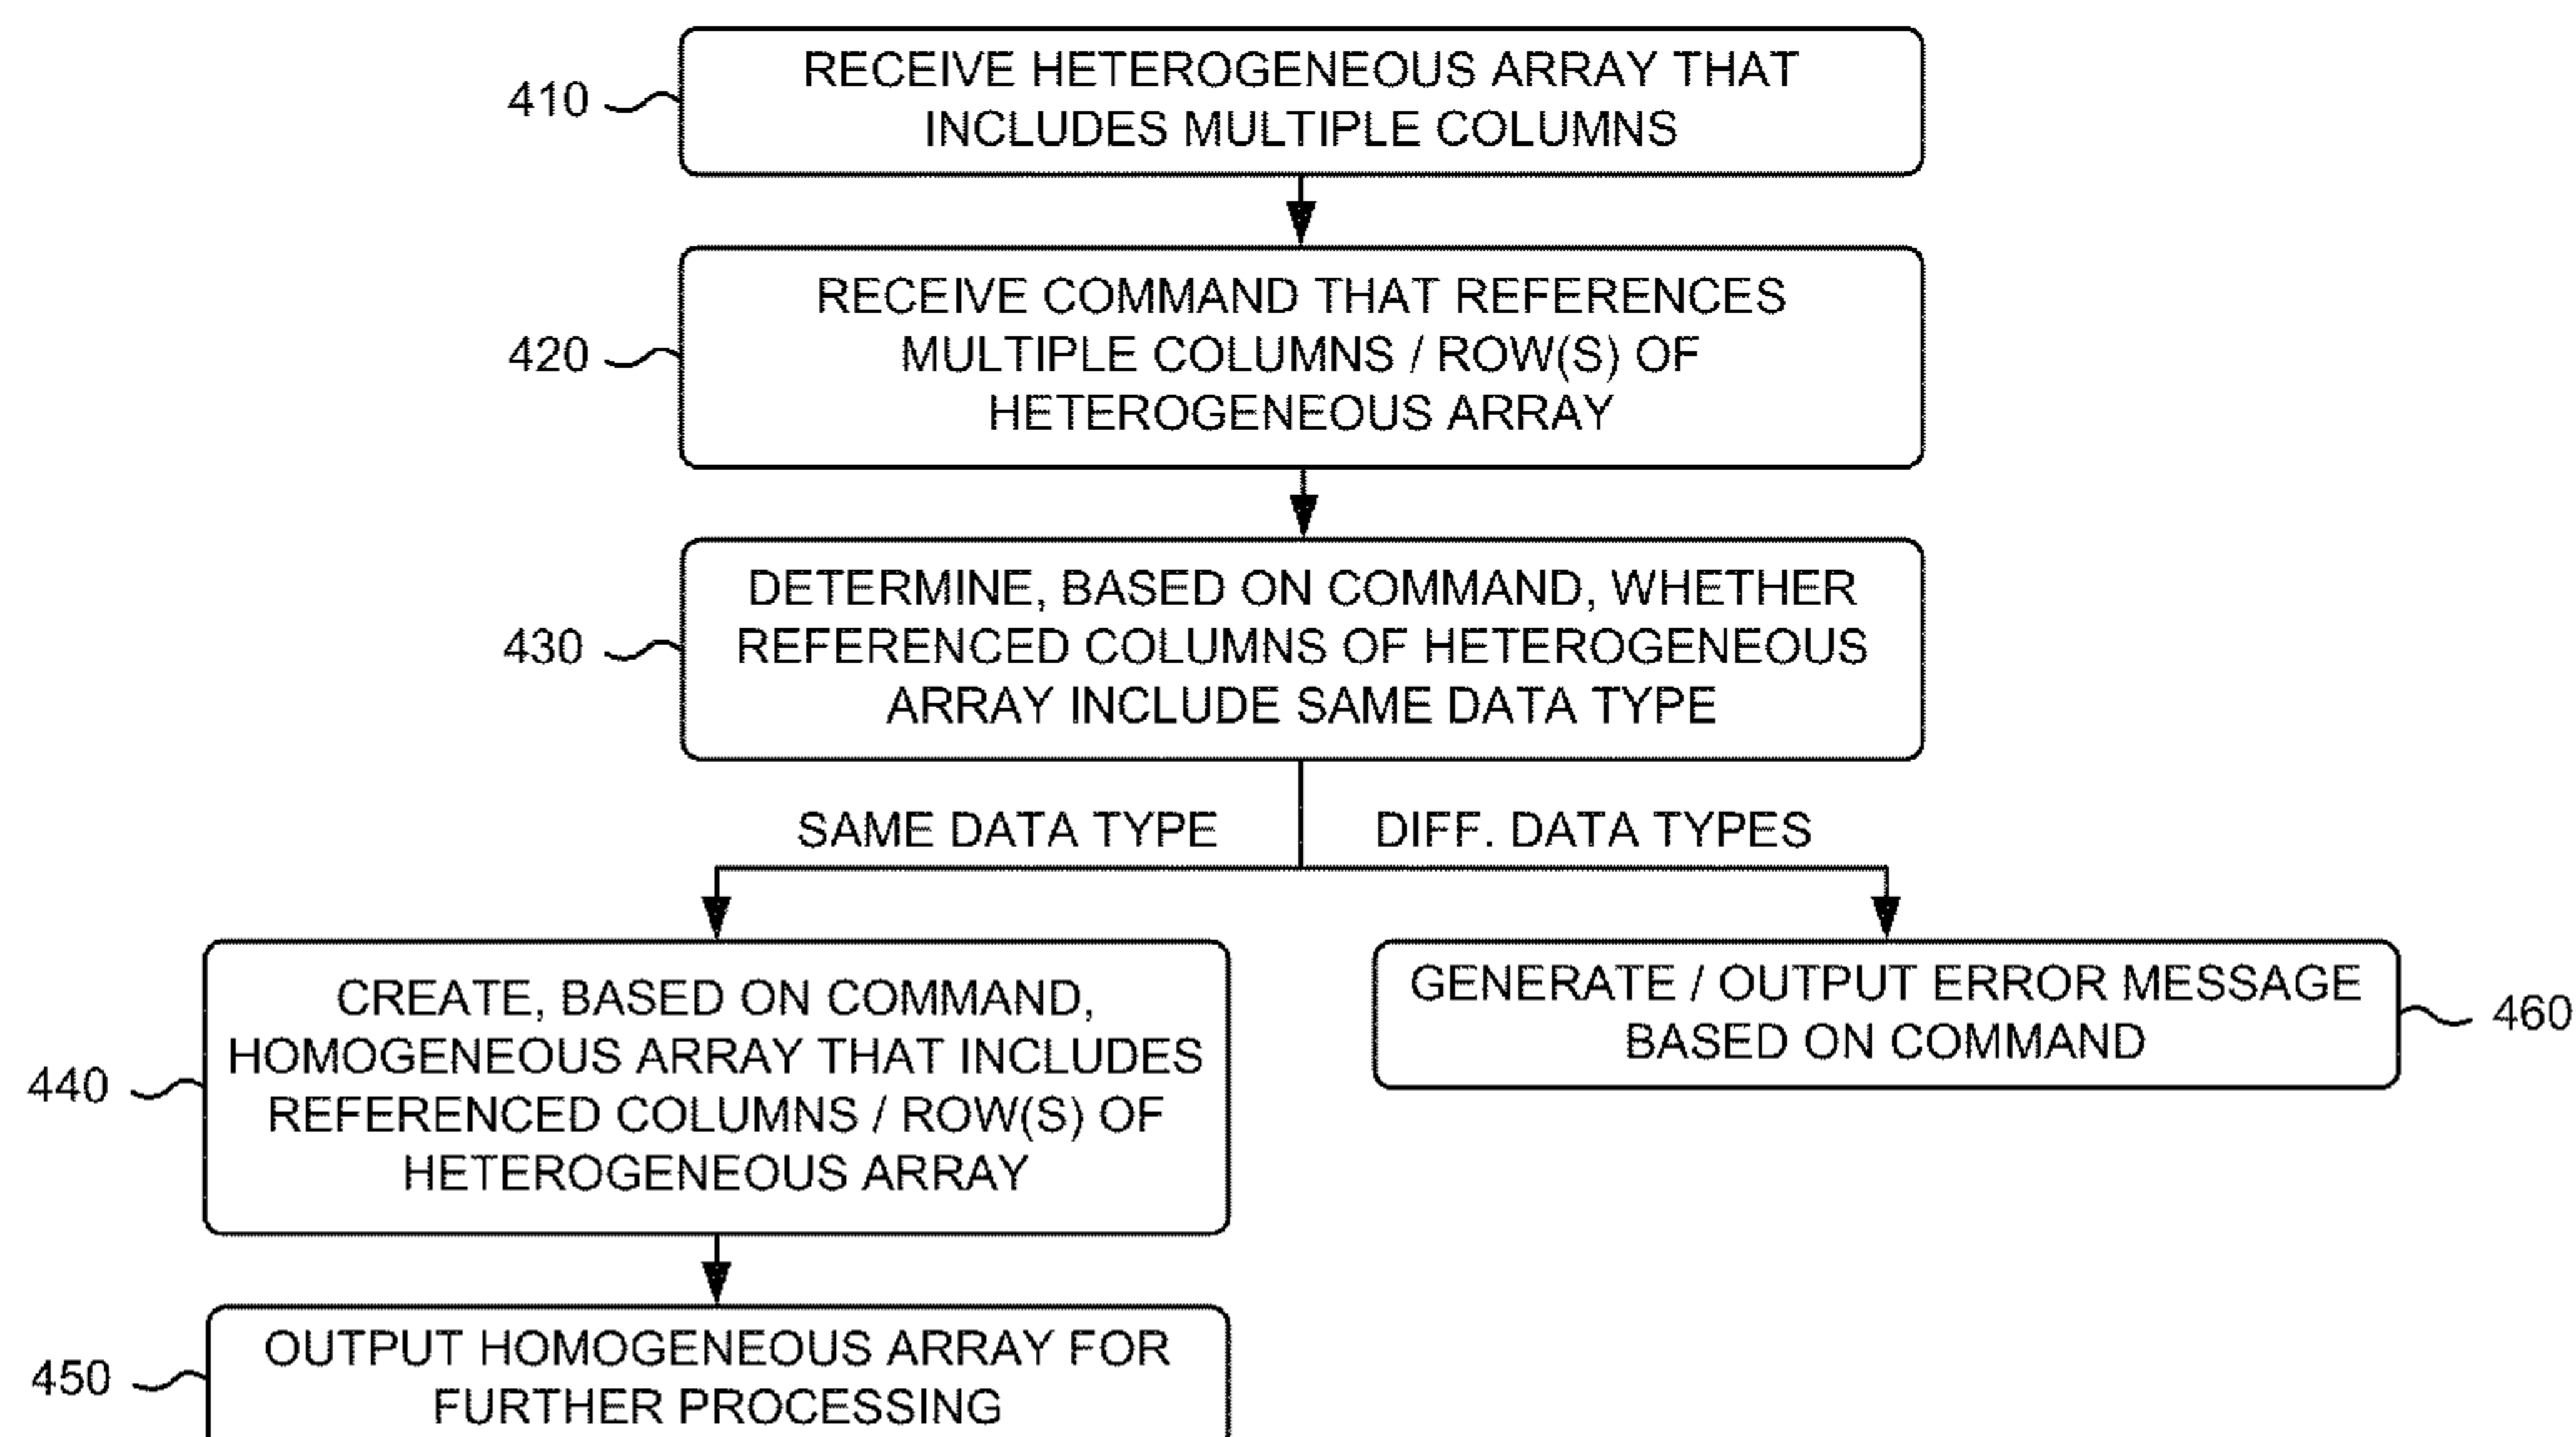 410
RECEIVE HETEROGENEOUS ARRAY THAT
INCLUDES MULTIPLE COLUMNS
420
RECEIVE COMMAND THAT REFERENCES
MULTIPLE COLUMNS / ROW(S) OF
HETEROGENEOUS ARRAY
430
DETERMINE, BASED ON COMMAND, WHETHER
REFERENCED COLUMNS OF HETEROGENEOUS
ARRAY INCLUDE SAME DATA TYPE
SAME DATA TYPE
DIFF. DATA TYPES
440
CREATE, BASED ON COMMAND,
HOMOGENEOUS ARRAY THAT INCLUDES
REFERENCED COLUMNS / ROW(S) OF
HETEROGENEOUS ARRAY
GENERATE / OUTPUT ERROR MESSAGE
BASED ON COMMAND
460
450
OUTPUT HOMOGENEOUS ARRAY FOR
FURTHER PROCESSING